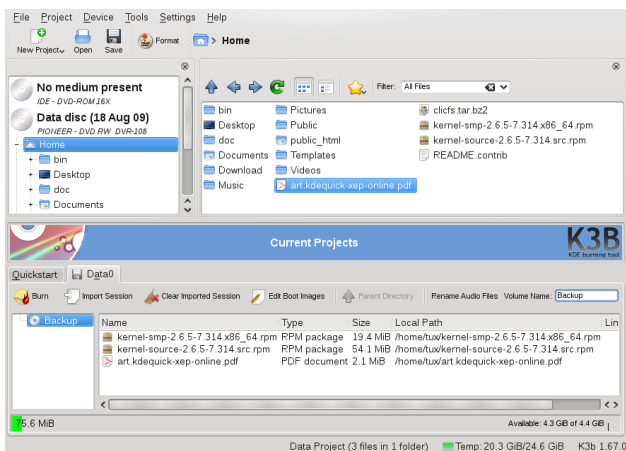 File Project Device Tools Settings Help
New Project Open Save Format > Home
No medium present
IDE - DVD-ROM 16X
Data disc (18 Aug 09)
PIONEER - DVD RW DVR-108
Home
bin
Desktop
doc
Documents
Filter: All Files
bin Pictures clicfs.tar.bz2
Desktop Public kernel-smp-2.6.5-7.314.x86_64.rpm
doc public_html kernel-source-2.6.5-7.314.src.rpm
Documents Templates README.contrib
Download Videos
Music art.kdequick-xep-online.pdf
Current Projects
K3B
KDE burning tool
Quickstart Data0
Burn Import Session Clear Imported Session Edit Boot Images Parent Directory Rename Audio Files Volume Name: Backup
Backup
Name Type Size Local Path Lin
kernel-smp-2.6.5-7.314.x86_64.rpm RPM package 19.4 MiB /home/tux/kernel-smp-2.6.5-7.314.x86_64.rpm
kernel-source-2.6.5-7.314.src.rpm RPM package 54.1 MiB /home/tux/kernel-source-2.6.5-7.314.src.rpm
art.kdequick-xep-online.pdf PDF document 2.1 MiB /home/tux/art.kdequick-xep-online.pdf
75.6 MiB Available: 4.3 GiB of 4.4 GiB
Data Project (3 files in 1 folder) Temp: 20.3 GiB/24.6 GiB K3b 1.67.0